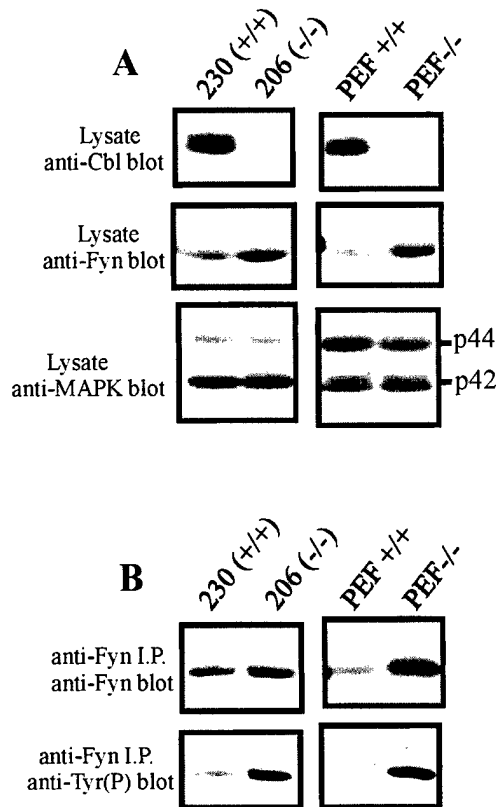 A
230 (+/+)
206 (-/-)
PEF +/+
PEF-/-
Lysate
anti-Cbl blot
Lysate
anti-Fyn blot
Lysate
anti-MAPK blot
p44
p42
B
230 (+/+)
206 (-/-)
PEF +/+
PEF-/-
anti-Fyn I.P.
anti-Fyn blot
anti-Fyn I.P.
anti-Tyr(P) blot